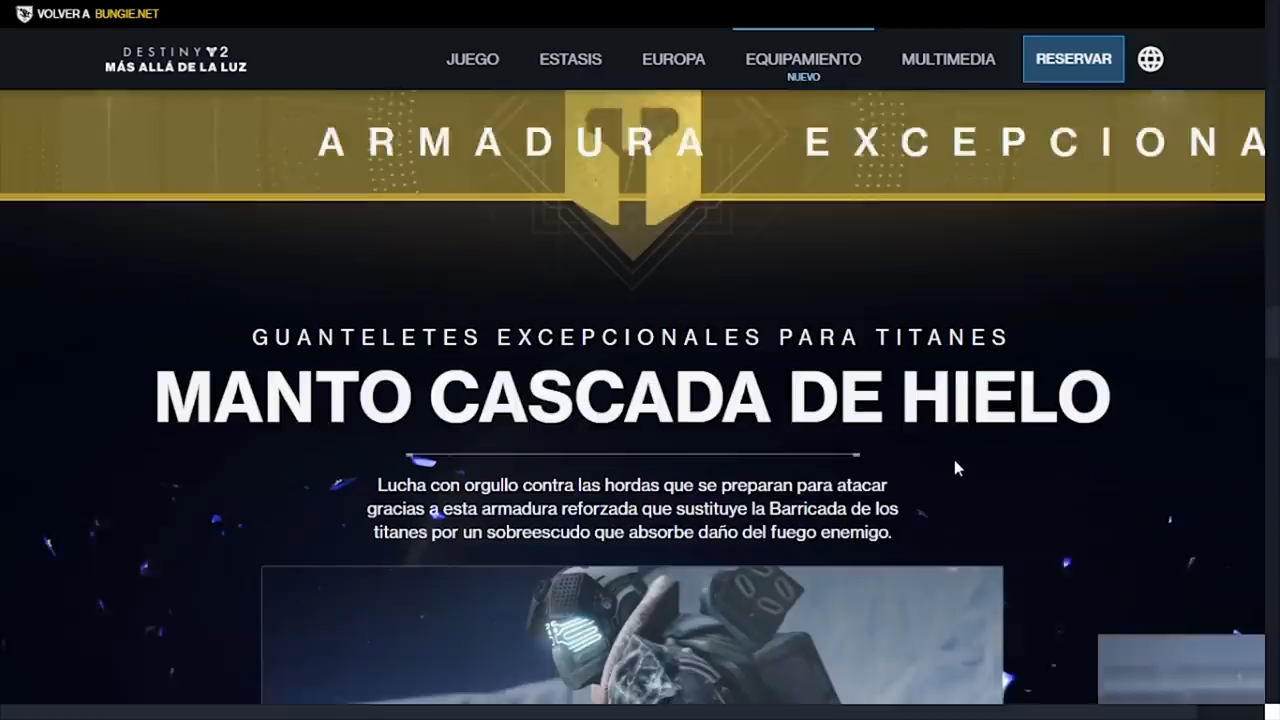 VOLVER A BUNGIE.NET
DESTINY 2
MÁS ALLÁ DE LA LUZ
JUEGO ESTASIS EUROPA EQUIPAMIENTO MULTIMEDIA RESERVAR
NUEVO
ARMADURA EXCEPCIONA
GUANTELETES EXCEPCIONALES PARA TITANES
MANTO CASCADA DE HIELO
Lucha con orgullo contra las hordas que se preparan para atacar
gracias a esta armadura reforzada que sustituye la Barricada de los
titanes por un sobreescudo que absorbe daño del fuego enemigo.